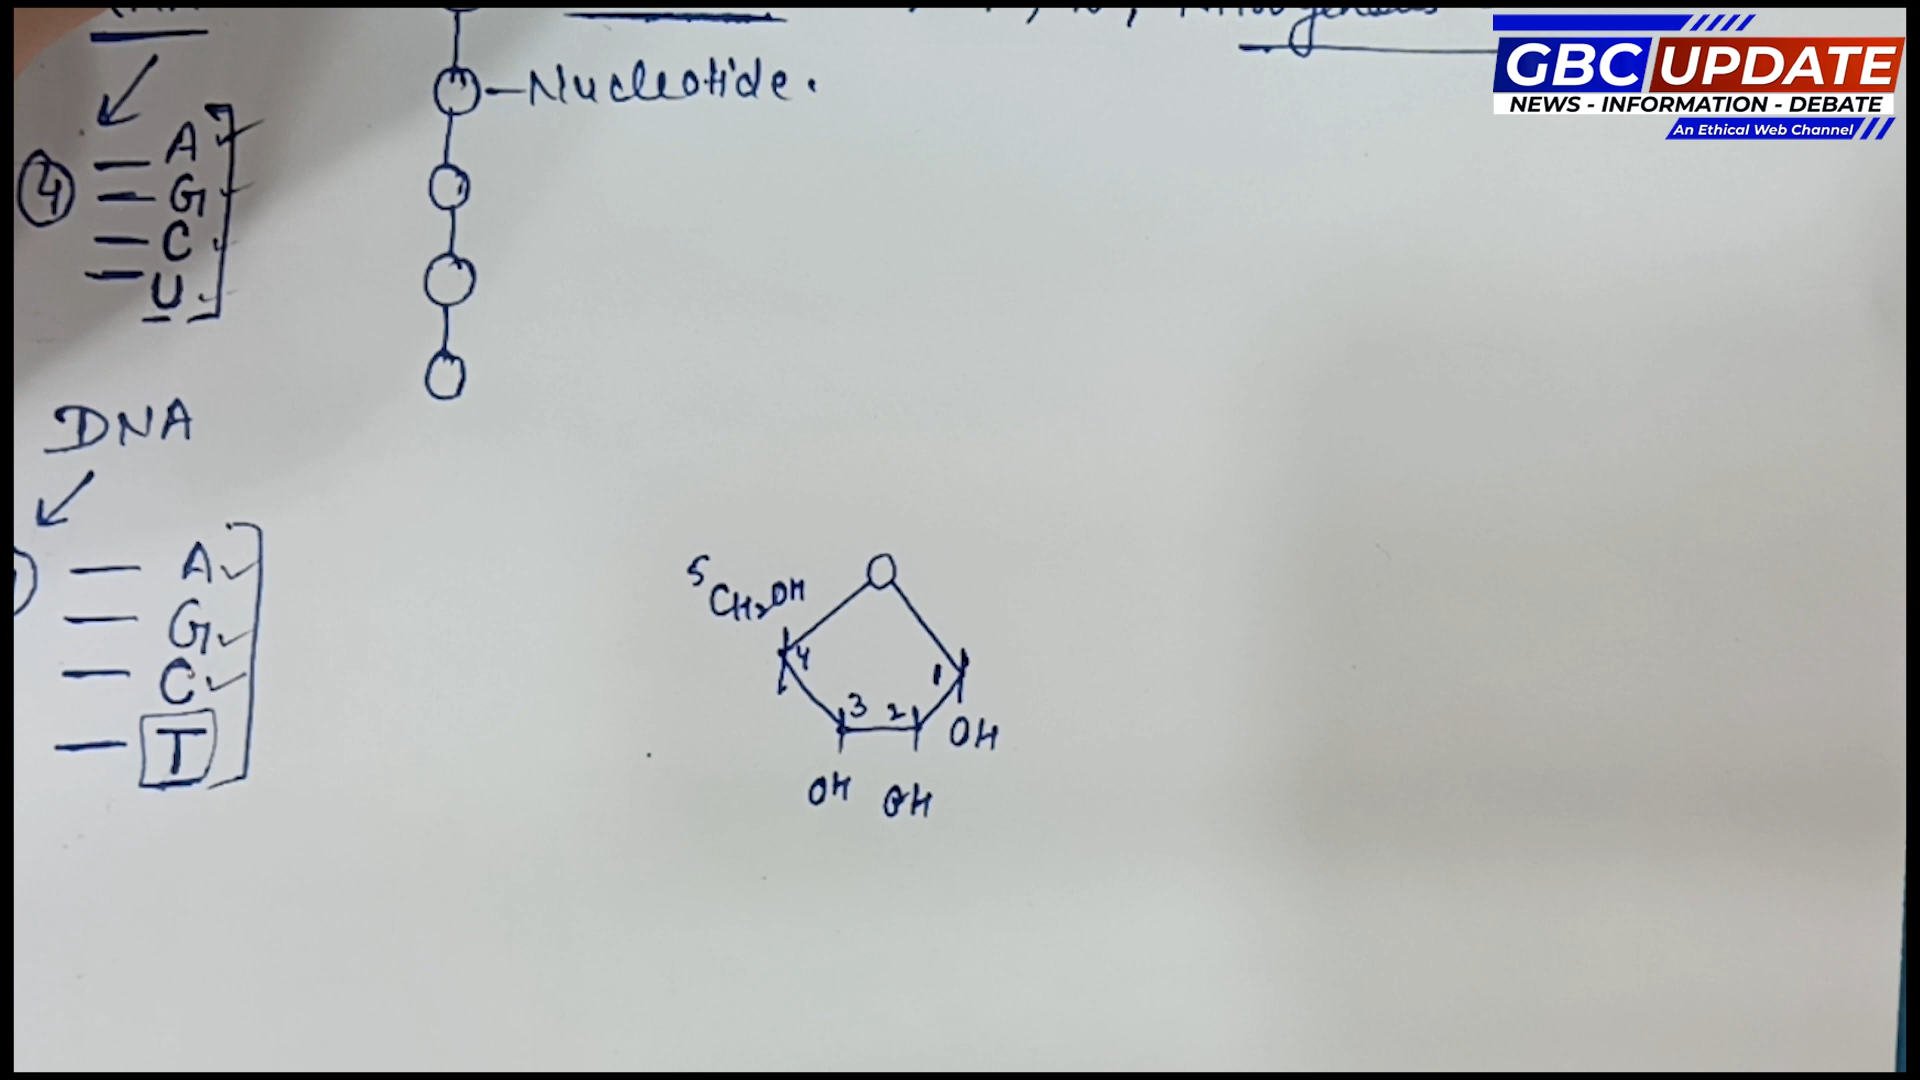 GBC UPDATE
NEWS - INFORMATION - DEBATE
An Ethical Web Channel
Nucleotide.
4
A
G
C
U
DNA
A
G
C
T
5
CH2OH
O
4
1
3 2
OH
OH OH